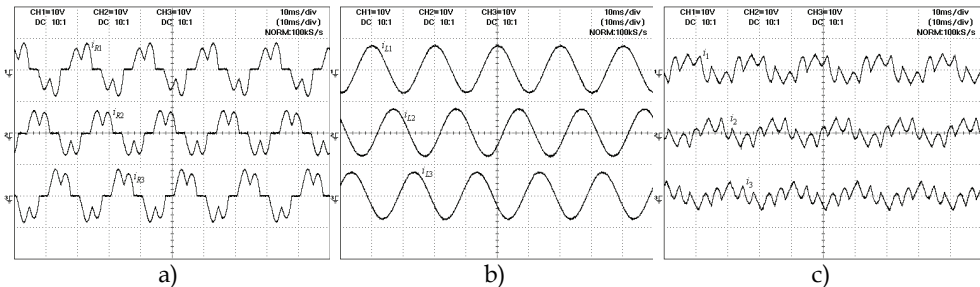 CH1=10V CH2=10V CH3=10V 10ms/div
DC 10:1 DC 10:1 DC 10:1 (10ms/div)
NORM:100kS/s
iR1
iR2
iR3
a)
CH1=10V CH2=10V CH3=10V 10ms/div
DC 10:1 DC 10:1 DC 10:1 (10ms/div)
NORM:100kS/s
iL1
iL2
iL3
b)
CH1=10V CH2=10V CH3=10V 10ms/div
DC 10:1 DC 10:1 DC 10:1 (10ms/div)
NORM:100kS/s
i1
i2
i3
c)